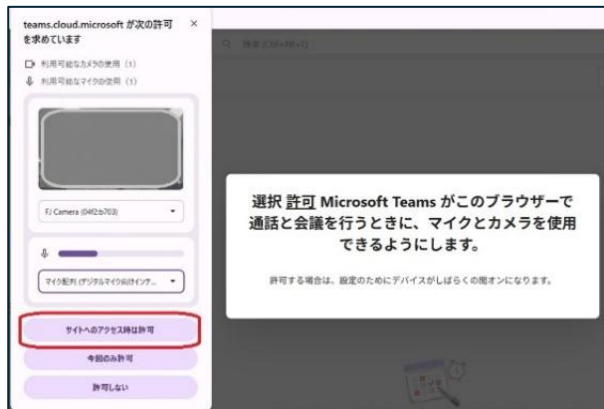 teams.cloud.microsoft が次の許可
を求めています
×
利用可能なカメラの使用 (1)
利用可能なマイクの使用 (1)
FJ Camera (04f2:b703)
マイク配列 (デジタルマイク向けインテ...
サイトへのアクセス時は許可
今回のみ許可
許可しない
検索 (Ctrl+Alt+E)
選択 許可 Microsoft Teams がこのブラウザーで
通話と会議を行うときに、マイクとカメラを使用
できるようにします。
許可する場合は、設定のためにデバイスがしばらくの間オンになります。